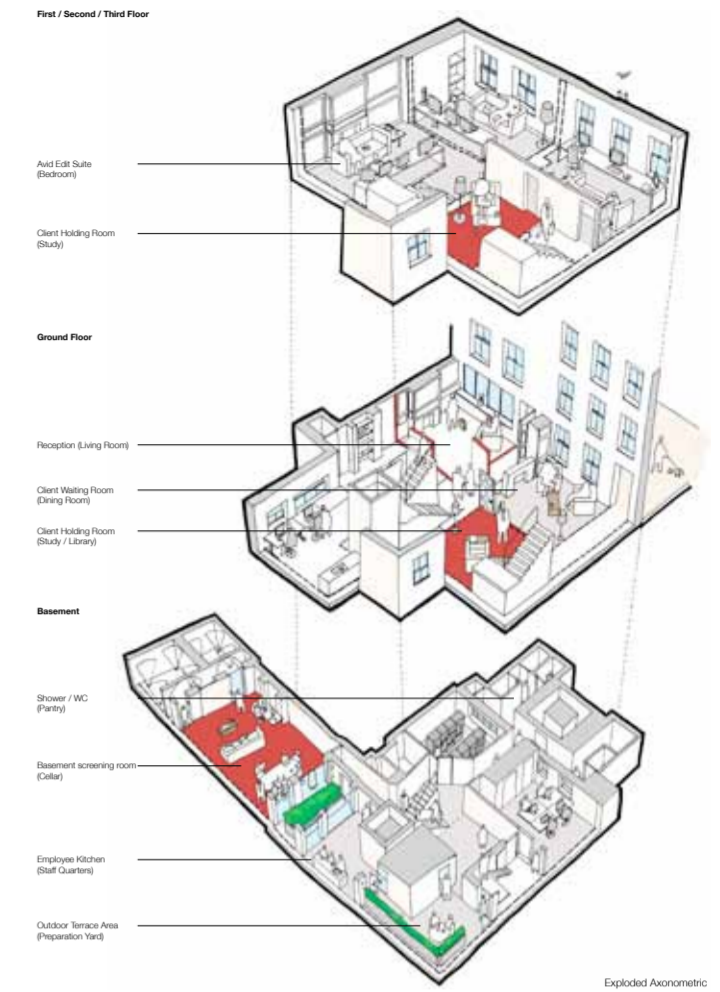 First / Second / Third Floor
Avid Edit Suite
(Bedroom)
Client Holding Room
(Study)
Ground Floor
Reception (Living Room)
Client Waiting Room
(Dining Room)
Client Holding Room
(Study / Library)
Basement
Shower / WC
(Pantry)
Basement screening room
(Cellar)
Employee Kitchen
(Staff Quarters)
Outdoor Terrace Area
(Preparation Yard)
Exploded Axonometric